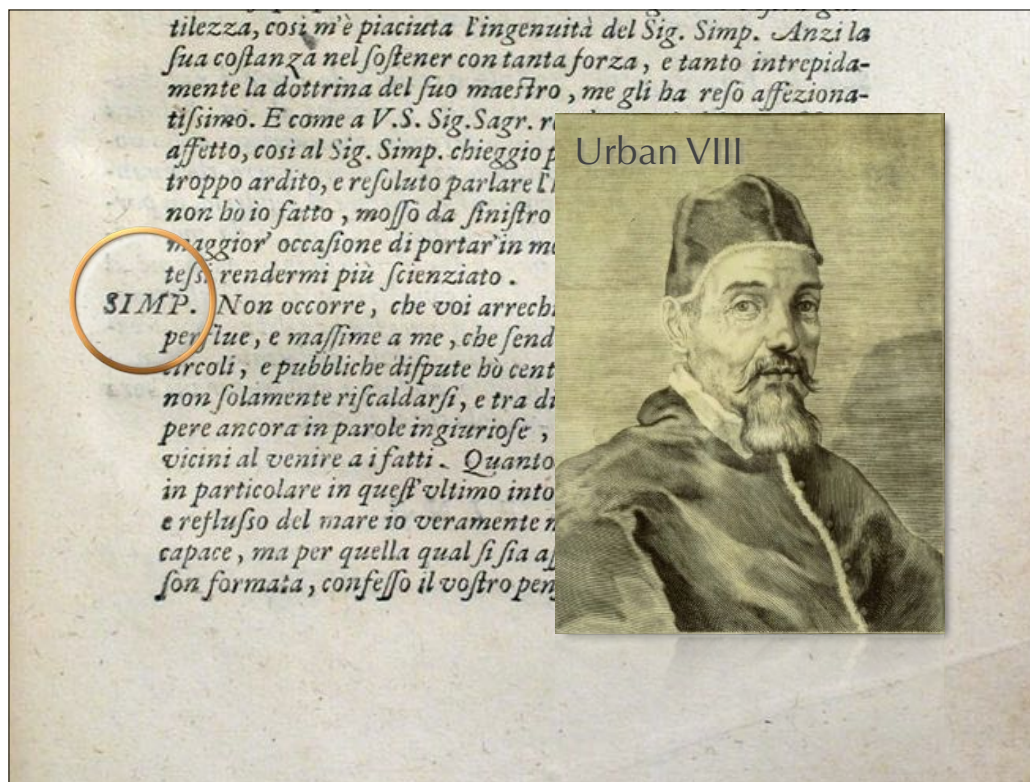 tilezza, così m'è piaciuta l'ingenuità del Sig. Simp. Anzi la
ſua coſtanza nel ſoſtener con tanta forza, e tanto intrepida-
mente la dottrina del ſuo maeſtro, me gli ha reſo affeziona-
tiſsimo. E come a V.S. Sig. Sagr.
affetto, così al Sig. Simp. chieggio
troppo ardito, e reſoluto parlare
non ho io fatto, moſſo da ſiniſtro
maggior' occaſione di portar' in
teſsi rendermi più ſcienziato.
SIMP. Non occorre, che voi arrech
perflue, e maſſime a me, che ſend
circoli, e pubbliche diſpute hò cent
non ſolamente riſcaldarſi, e tra di
pere ancora in parole ingiurioſe,
vicini al venire a i fatti. Quanto
in particolare in queſt'vltimo
e refluſso del mare io veramente
capace, ma per quella qual ſi ſia
ſon formata, confeſſo il voſtro pen
Urban VIII